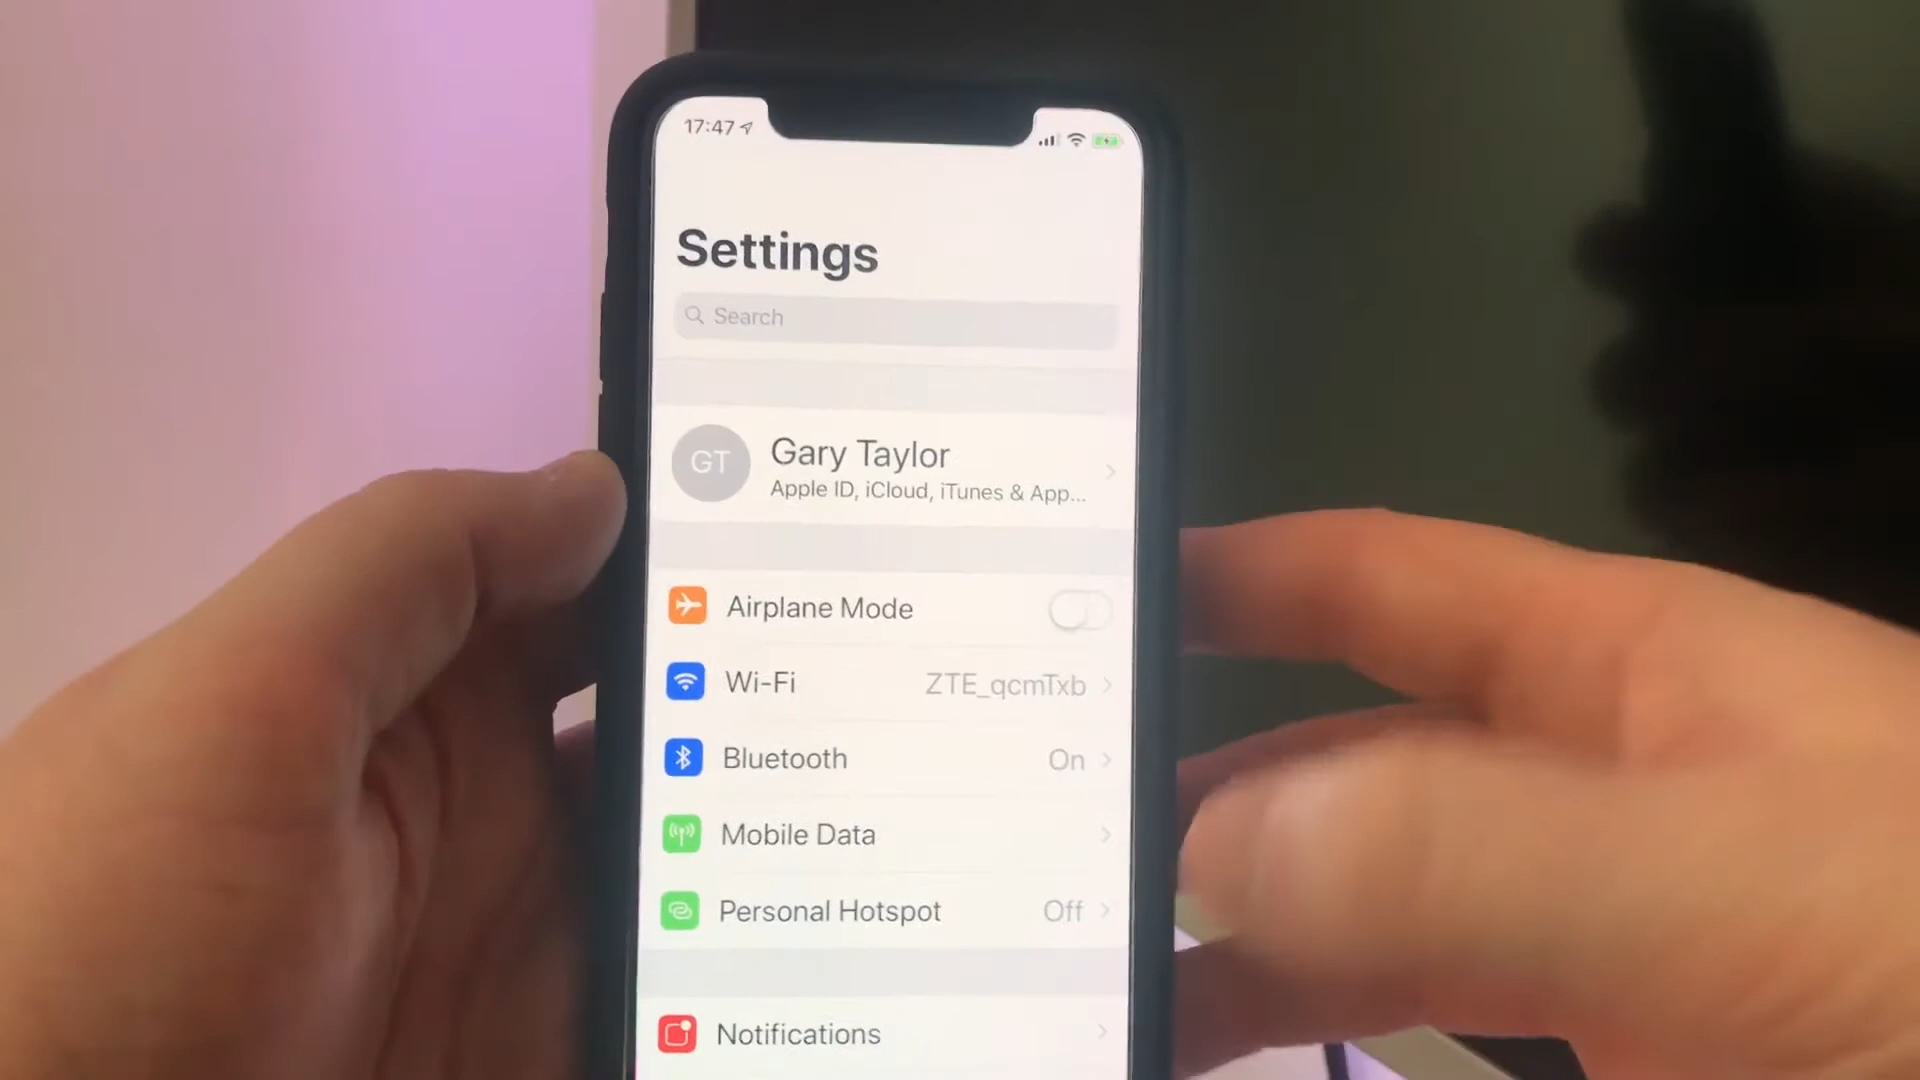 17:47
Settings
Search
GT
Gary Taylor
Apple ID, iCloud, iTunes & App...
Airplane Mode
Wi-Fi ZTE_qcmTxb
Bluetooth On
Mobile Data
Personal Hotspot Off
Notifications